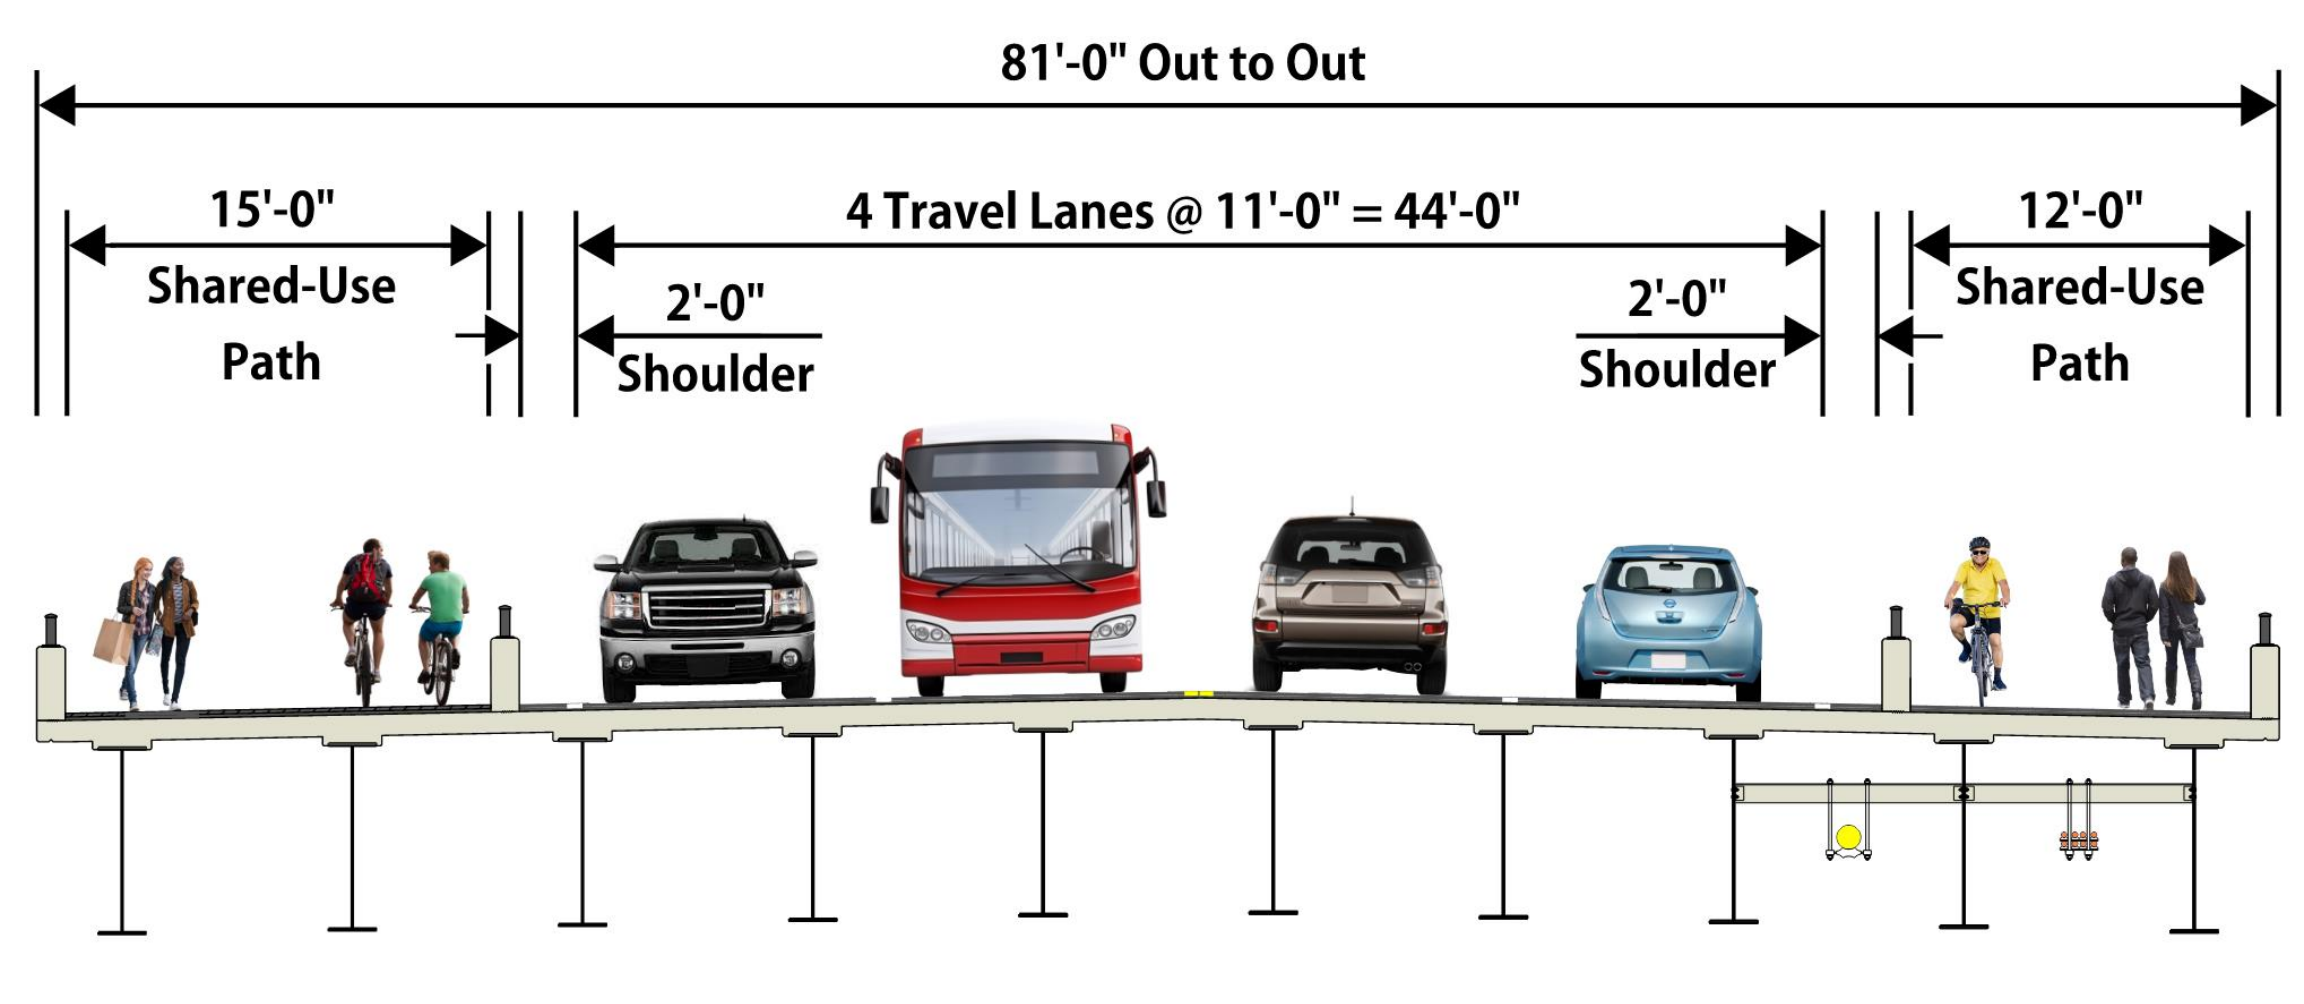 81'-0" Out to Out
15'-0"
Shared-Use
Path
4 Travel Lanes @ 11'-0" = 44'-0"
2'-0"
Shoulder
2'-0"
Shoulder
12'-0"
Shared-Use
Path